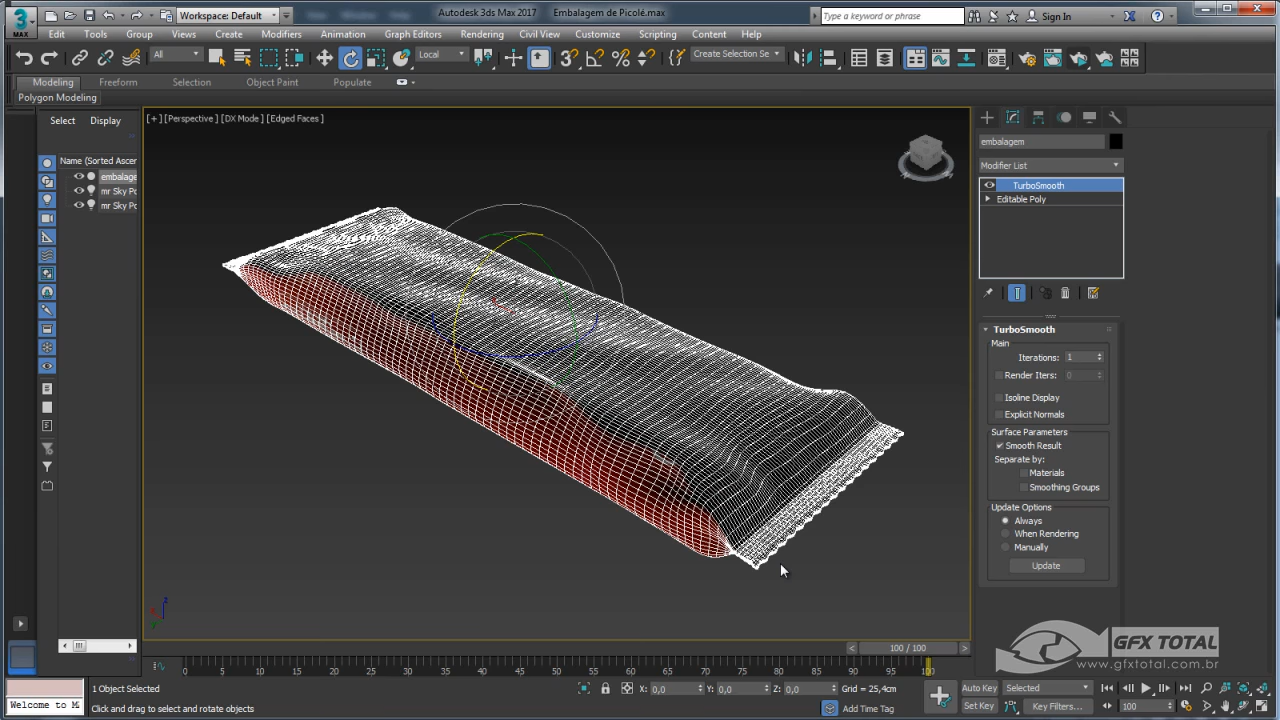 Workspace: Default
Autodesk 3ds Max 2017 Embalagem de Picolé.max
Type a keyword or phrase
Sign In
MAX
Edit Tools Group Views Create Modifiers Animation Graph Editors Rendering Civil View Customize Scripting Content Help
All
Local
Create Selection Se
Modeling Freeform Selection Object Paint Populate
Polygon Modeling
Select Display
[+] [Perspective ] [DX Mode ] [Edged Faces ]
Name (Sorted Ascen
embalage
mr Sky Po
mr Sky Po
embalagem
Modifier List
TurboSmooth
Editable Poly
TurboSmooth
Main
Iterations: 1
Render Iters: 0
Isoline Display
Explicit Normals
Surface Parameters
Smooth Result
Separate by:
Materials
Smoothing Groups
Update Options
Always
When Rendering
Manually
Update
z
GFX TOTAL
www.gfxtotal.com.br
100 / 100
0 5 10 15 20 25 30 35 40 45 50 55 60 65 70 75 80 85 90 95 100
1 Object Selected
X: 0,0 Y: 0,0 Z: 0,0 Grid = 25,4cm
Auto Key Selected
Welcome to M
Click and drag to select and rotate objects
Add Time Tag
Set Key Key Filters... 100